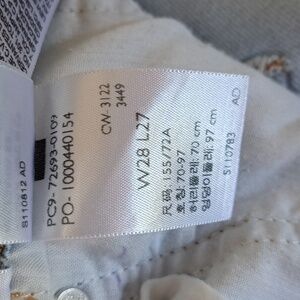 CW 3122
3449
PC9-72693-0109
PO- 1000440154
S110812 AD
W28 L27
尺码 155/72A
호칭 70-97
허리둘레 70 cm
엉덩이둘레 97 cm
S110783
AD